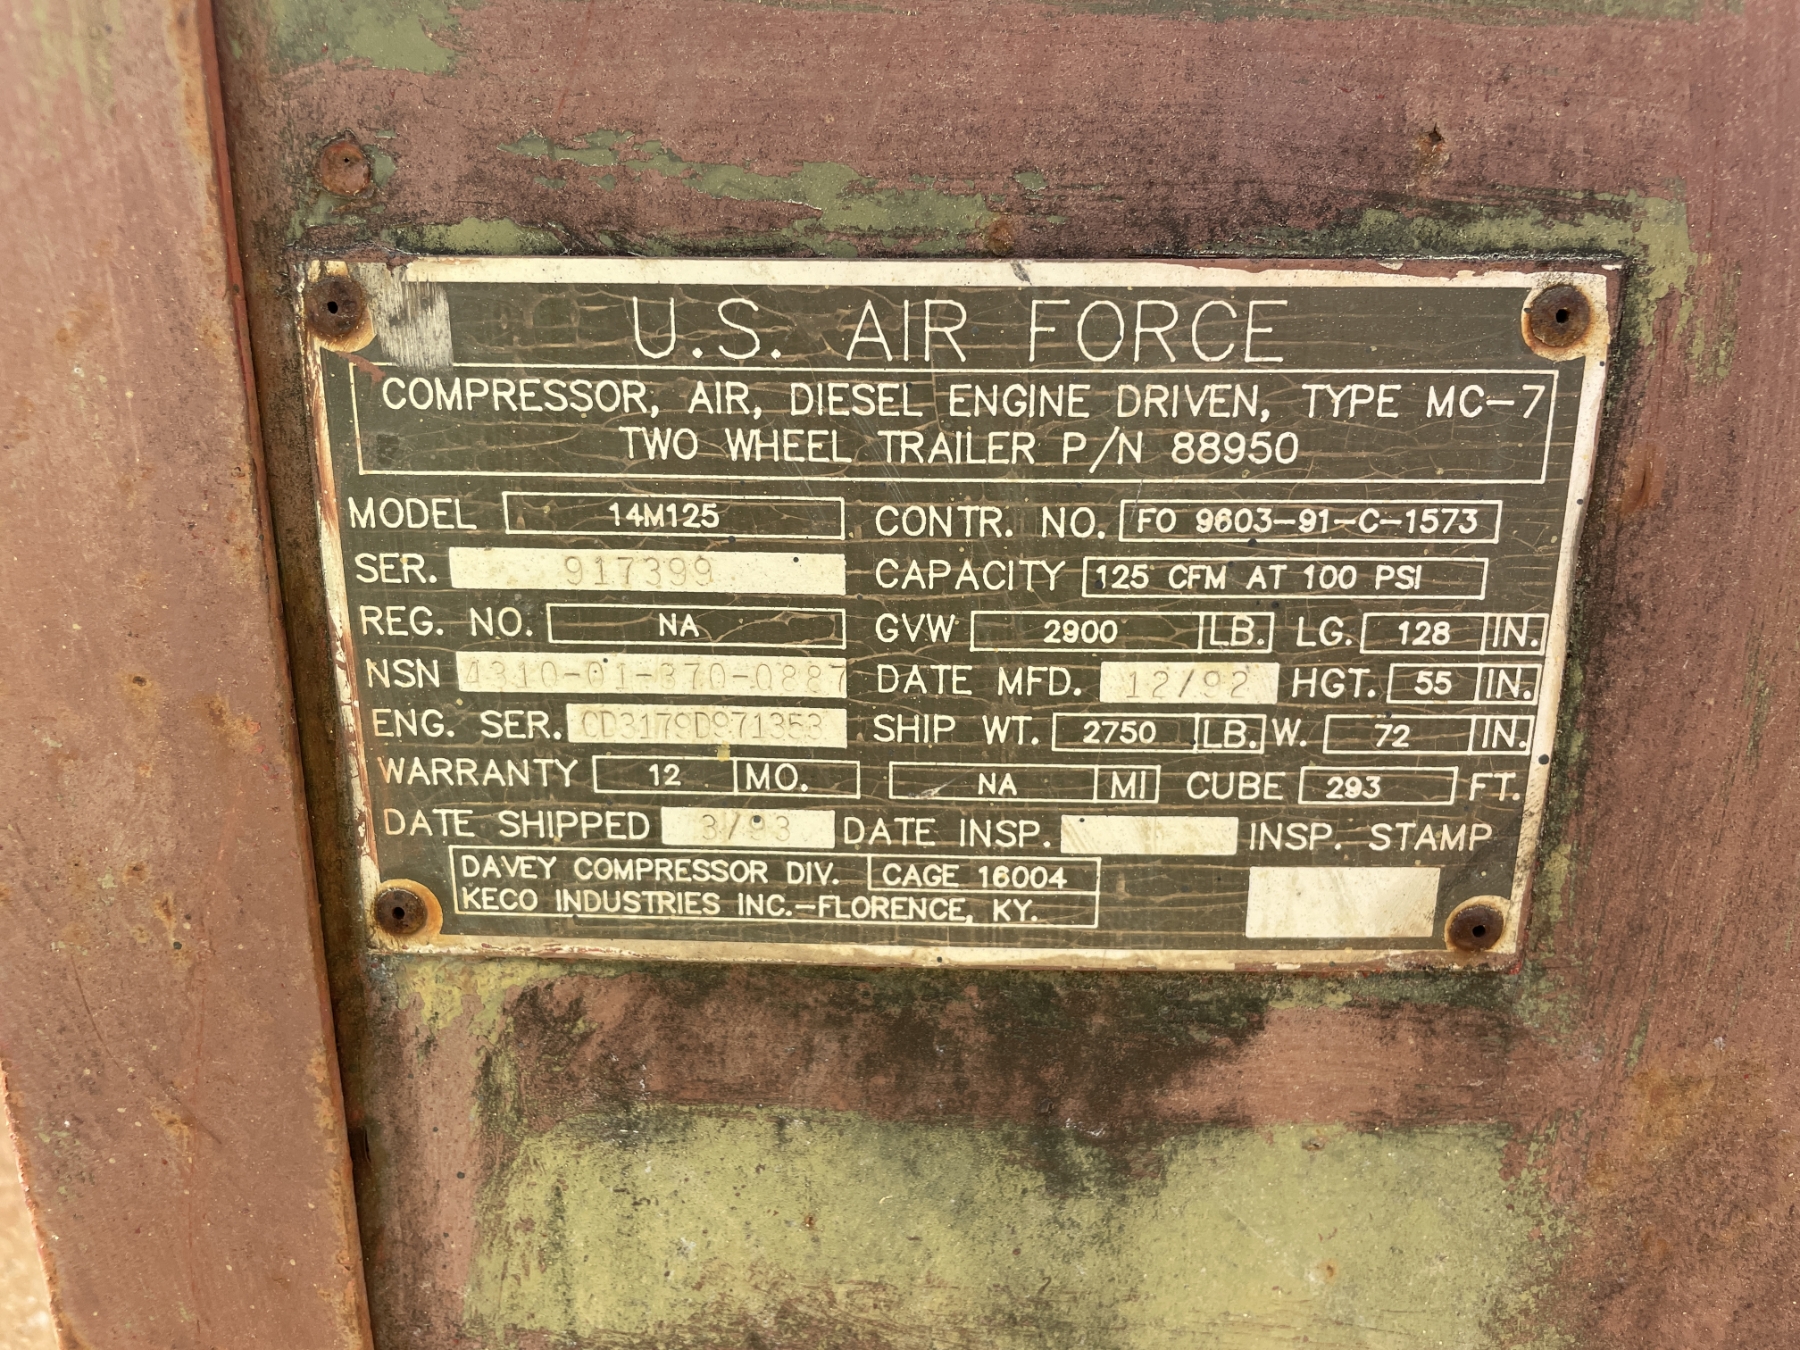 U.S. AIR FORCE
COMPRESSOR, AIR, DIESEL ENGINE DRIVEN, TYPE MC-7
TWO WHEEL TRAILER P/N 88950
MODEL 14M125 CONTR. NO. FO 9603-91-C-1573
SER. 917399 CAPACITY 125 CFM AT 100 PSI
REG. NO. NA GVW 2900 LB. LG. 128 IN.
NSN 4310-01-370-0887 DATE MFD. 12/92 HGT. 55 IN.
ENG. SER. CD3179D971353 SHIP WT. 2750 LB. W. 72 IN.
WARRANTY 12 MO. NA MI CUBE 293 FT.
DATE SHIPPED 3/93 DATE INSP. INSP. STAMP
DAVEY COMPRESSOR DIV. CAGE 16004
KECO INDUSTRIES INC.-FLORENCE, KY.